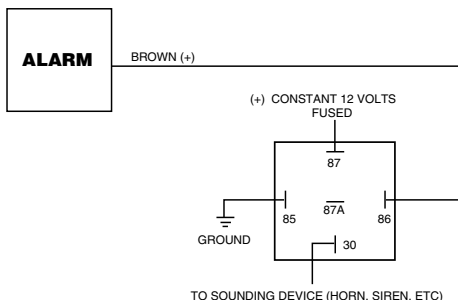 ALARM
BROWN (+)
(+) CONSTANT 12 VOLTS
FUSED
87
85
87A
86
GROUND
30
TO SOUNDING DEVICE (HORN, SIREN, ETC)